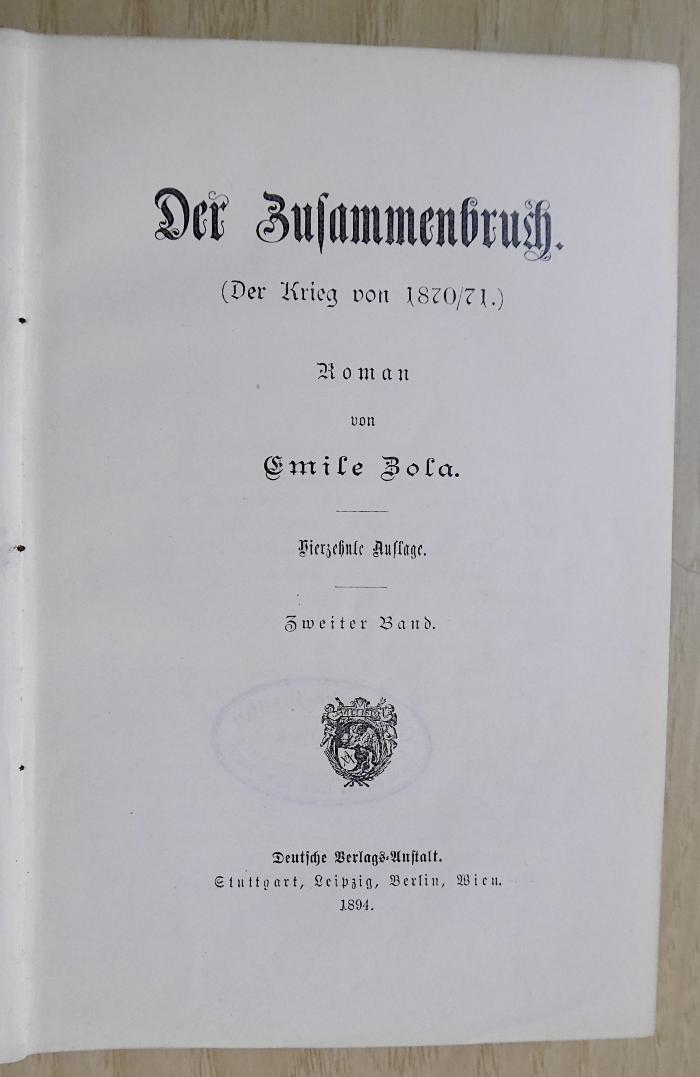 Der Zuſammenbruch.
(Der Krieg von 1870/71.)
Roman
von
Emile Zola.
Vierzehnte Auflage.
Zweiter Band.
Deutſche Verlags-Anſtalt.
Stuttgart, Leipzig, Berlin, Wien.
1894.